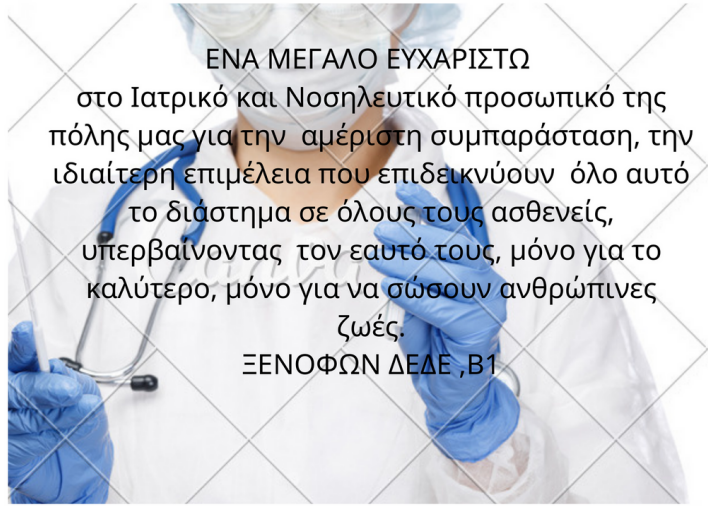 ΕΝΑ ΜΕΓΑΛΟ ΕΥΧΑΡΙΣΤΩ
στο Ιατρικό και Νοσηλευτικό προσωπικό της
πόλης μας για την αμέριστη συμπαράσταση, την
ιδιαίτερη επιμέλεια που επιδεικνύουν όλο αυτό
το διάστημα σε όλους τους ασθενείς,
υπερβαίνοντας τον εαυτό τους, μόνο για το
καλύτερο, μόνο για να σώσουν ανθρώπινες
ζωές.
ΞΕΝΟΦΩΝ ΔΕΔΕ ,Β1